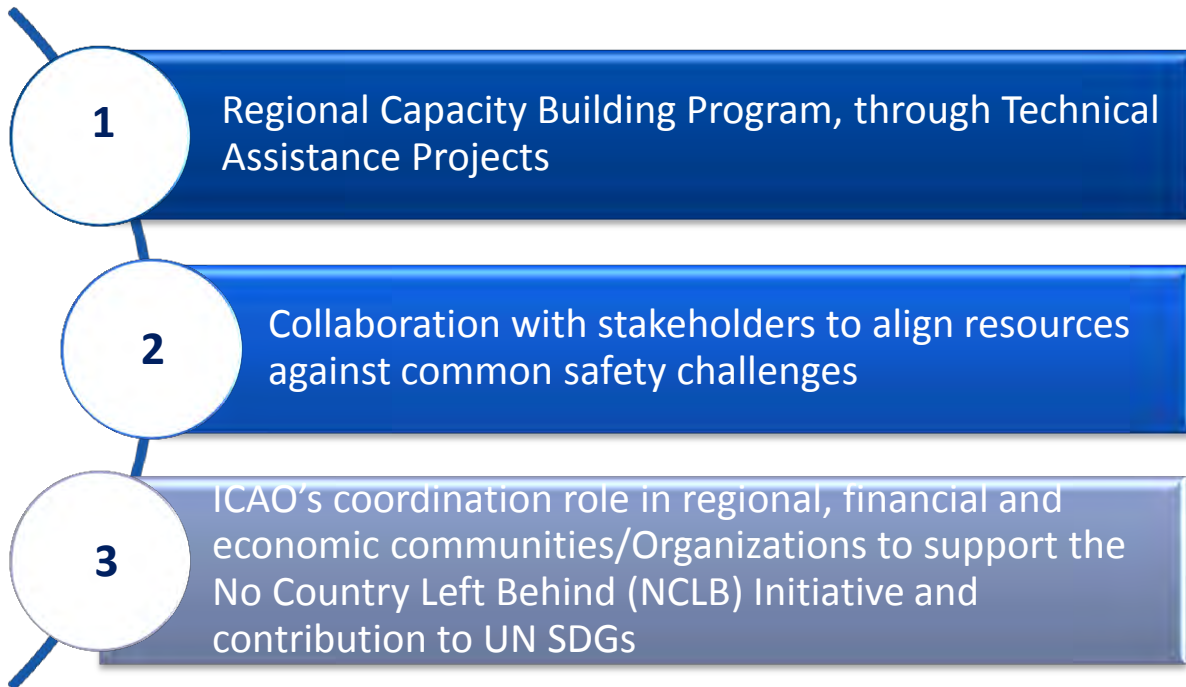 1
Regional Capacity Building Program, through Technical
Assistance Projects
2
Collaboration with stakeholders to align resources
against common safety challenges
3
ICAO’s coordination role in regional, financial and
economic communities/Organizations to support the
No Country Left Behind (NCLB) Initiative and
contribution to UN SDGs